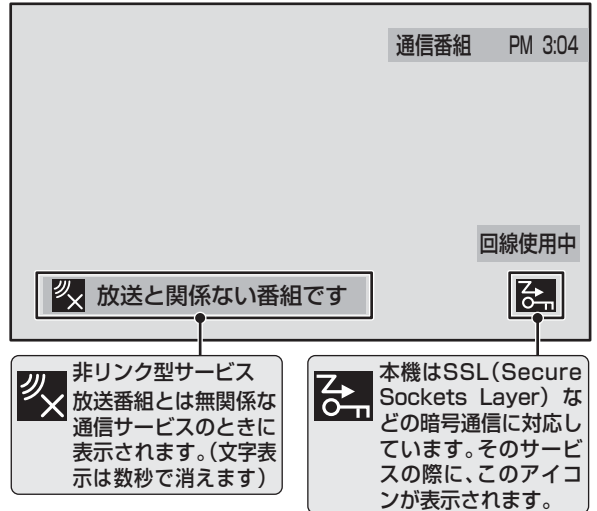 通信番組 PM 3:04
回線使用中
放送と関係ない番組です
非リンク型サービス
放送番組とは無関係な
通信サービスのときに
表示されます。(文字表
示は数秒で消えます)
本機はSSL(Secure
Sockets Layer) な
どの暗号通信に対応し
ています。そのサービ
スの際に、このアイコ
ンが表示されます。